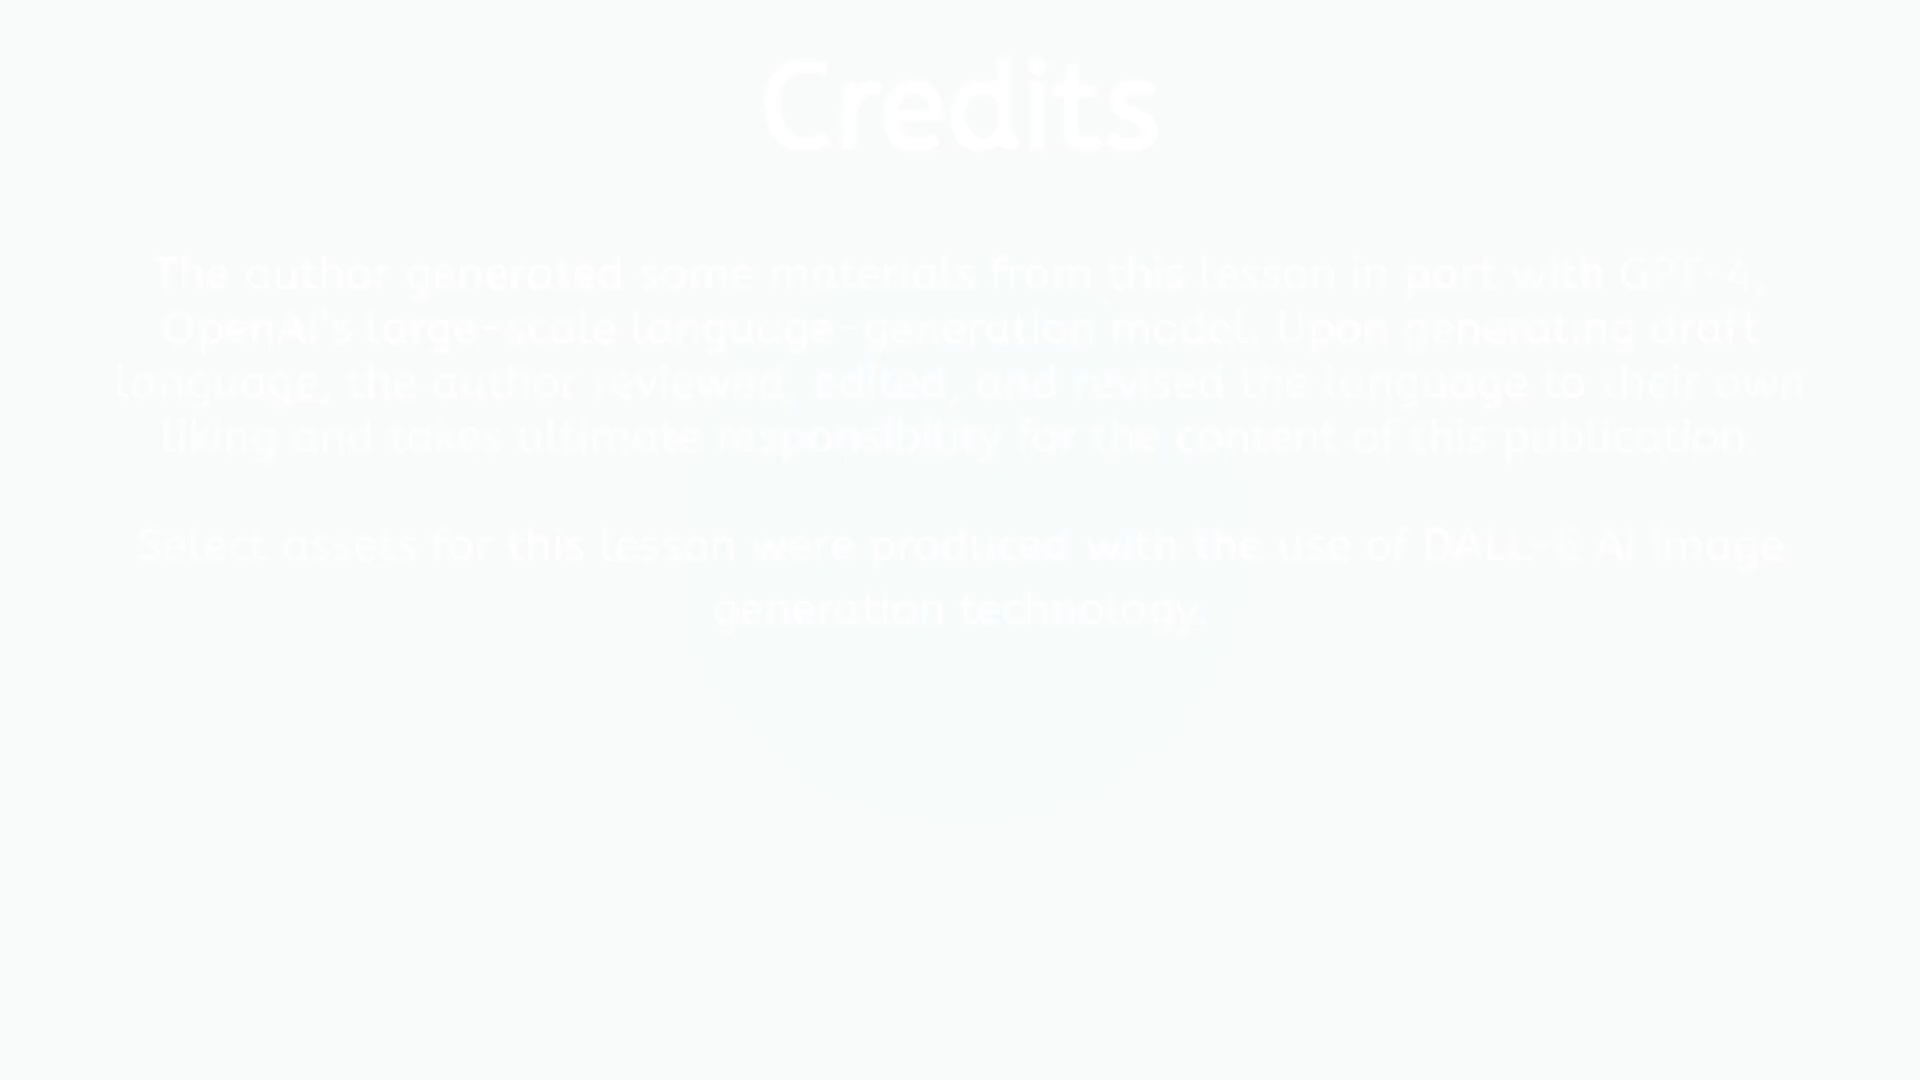 Credits
The author generated some materials from this lesson in part with GPT-4,
OpenAI's large-scale language-generation model. Upon generating draft
language, the author reviewed, edited, and revised the language to their own
liking and takes ultimate responsibility for the content of this publication.
Select assets for this lesson were produced with the use of DALL-E AI image
generation technology.